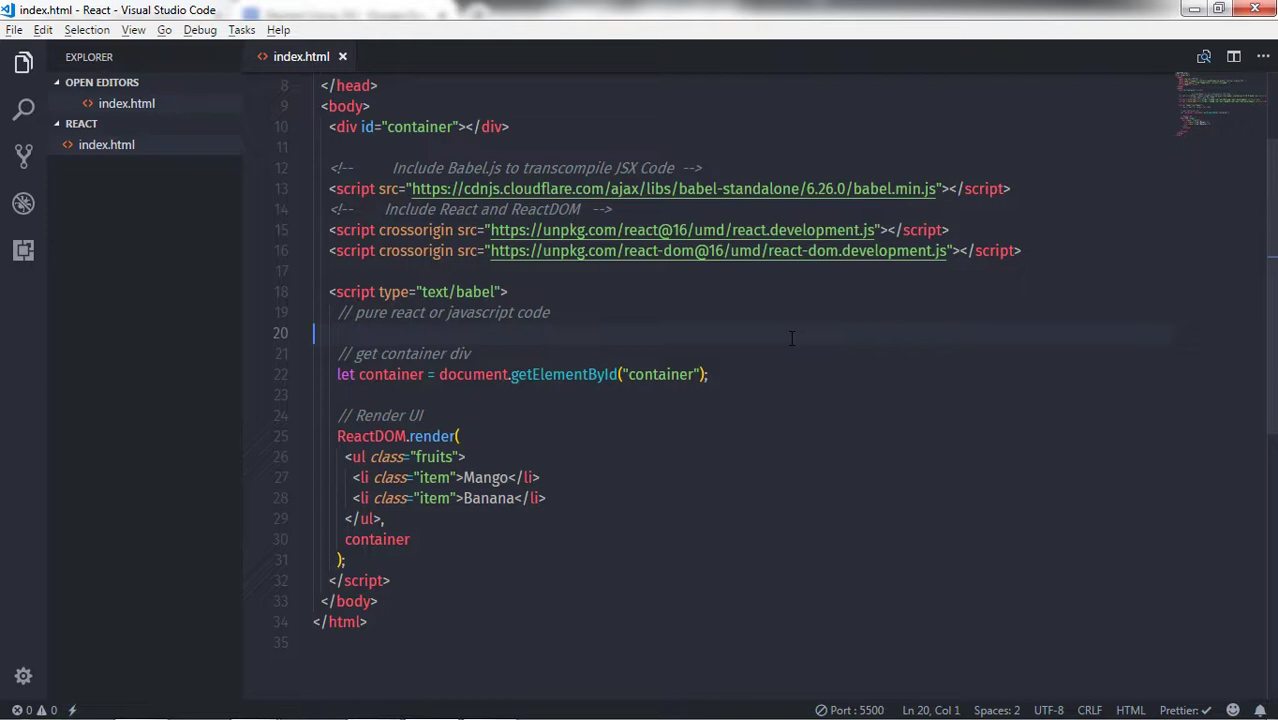 index.html - React - Visual Studio Code
File Edit Selection View Go Debug Tasks Help
EXPLORER
OPEN EDITORS
index.html
REACT
index.html
index.html
8 </head>
9 <body>
10 <div id="container"></div>
11
12 <!-- Include Babel.js to transcompile JSX Code -->
13 <script src="https://cdnjs.cloudflare.com/ajax/libs/babel-standalone/6.26.0/babel.min.js"></script>
14 <!-- Include React and ReactDOM -->
15 <script crossorigin src="https://unpkg.com/react@16/umd/react.development.js"></script>
16 <script crossorigin src="https://unpkg.com/react-dom@16/umd/react-dom.development.js"></script>
17
18 <script type="text/babel">
19 // pure react or javascript code
20
21 // get container div
22 let container = document.getElementById("container");
23
24 // Render UI
25 ReactDOM.render(
26 <ul class="fruits">
27 <li class="item">Mango</li>
28 <li class="item">Banana</li>
29 </ul>,
30 container
31 );
32 </script>
33 </body>
34 </html>
35
0 0 Port : 5500 Ln 20, Col 1 Spaces: 2 UTF-8 CRLF HTML Prettier: ✓